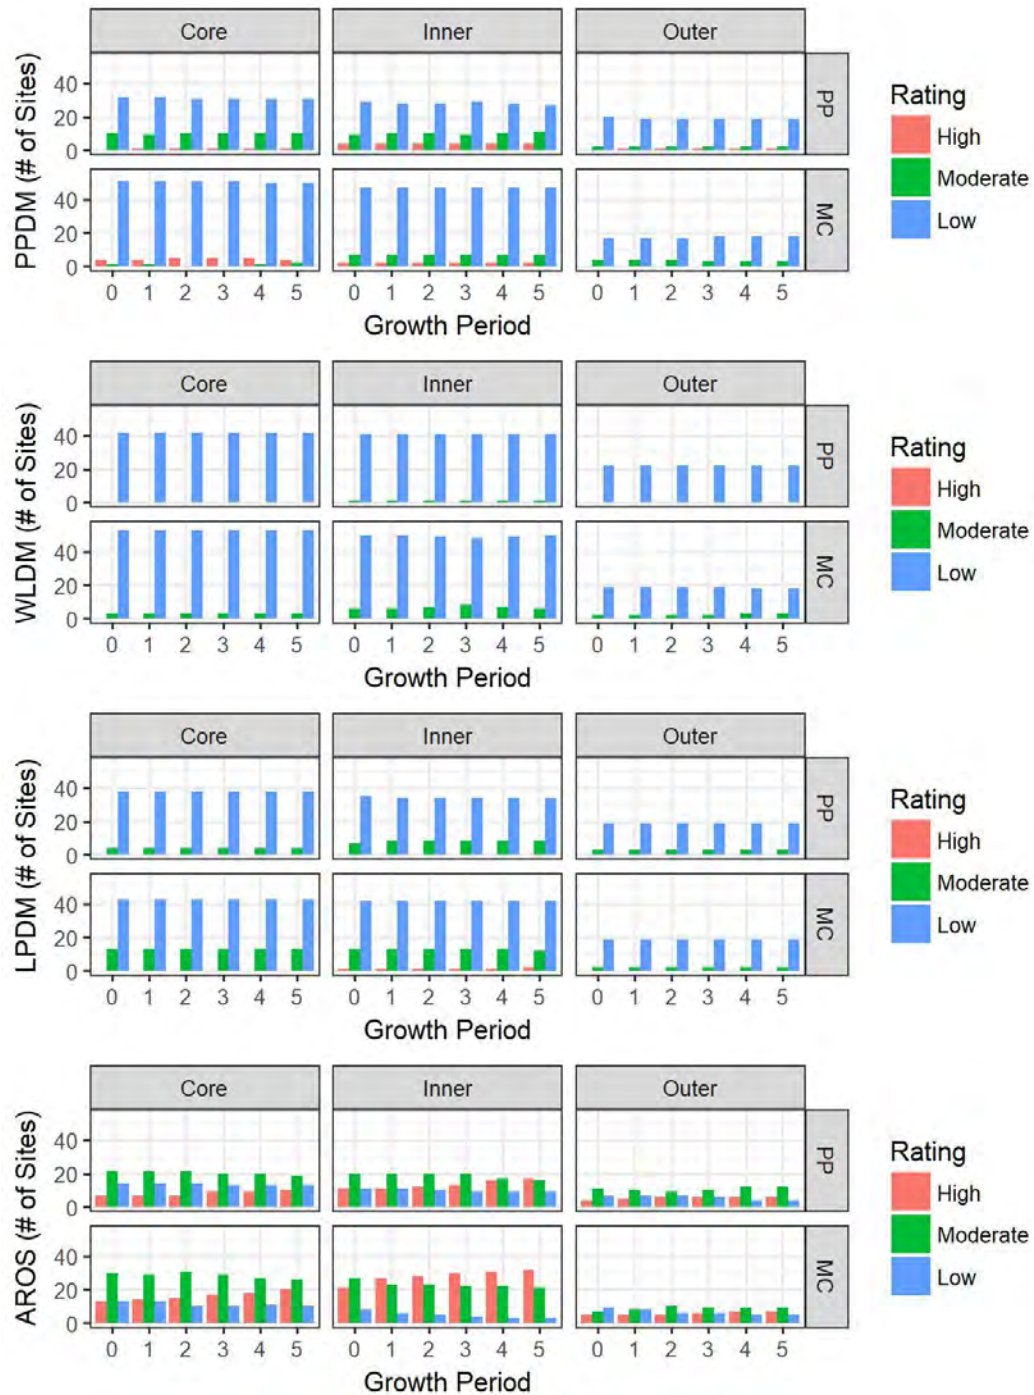 Core Inner Outer
PPDM (# of Sites)
40
20
0
PP
40
20
0
MC
0 1 2 3 4 5 0 1 2 3 4 5 0 1 2 3 4 5
Growth Period
Rating
High
Moderate
Low
Core Inner Outer
WLDM (# of Sites)
40
20
0
PP
40
20
0
MC
0 1 2 3 4 5 0 1 2 3 4 5 0 1 2 3 4 5
Growth Period
Rating
High
Moderate
Low
Core Inner Outer
LPDM (# of Sites)
40
20
0
PP
40
20
0
MC
0 1 2 3 4 5 0 1 2 3 4 5 0 1 2 3 4 5
Growth Period
Rating
High
Moderate
Low
Core Inner Outer
AROS (# of Sites)
40
20
0
PP
40
20
0
MC
0 1 2 3 4 5 0 1 2 3 4 5 0 1 2 3 4 5
Growth Period
Rating
High
Moderate
Low